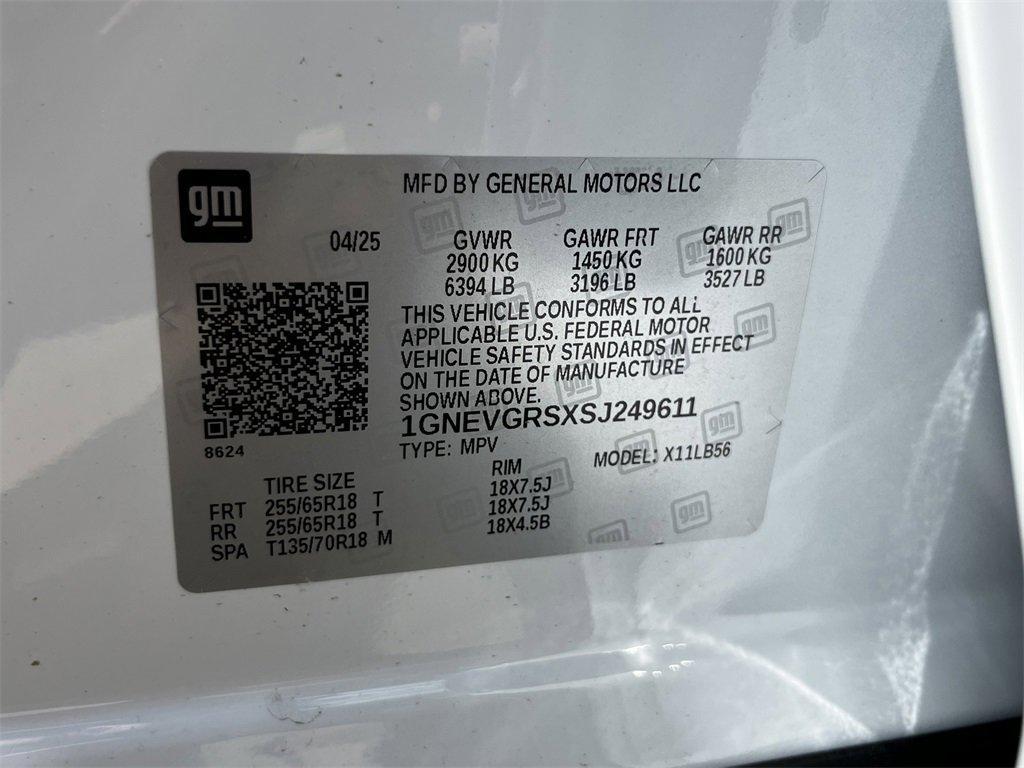 gm
MFD BY GENERAL MOTORS LLC
04/25 GVWR GAWR FRT GAWR RR
2900 KG 1450 KG 1600 KG
6394 LB 3196 LB 3527 LB
THIS VEHICLE CONFORMS TO ALL
APPLICABLE U.S. FEDERAL MOTOR
VEHICLE SAFETY STANDARDS IN EFFECT
ON THE DATE OF MANUFACTURE
SHOWN ABOVE.
1GNEVGRSXSJ249611
8624
TYPE: MPV MODEL: X11LB56
TIRE SIZE RIM
FRT 255/65R18 T 18X7.5J
RR 255/65R18 T 18X7.5J
SPA T135/70R18 M 18X4.5B